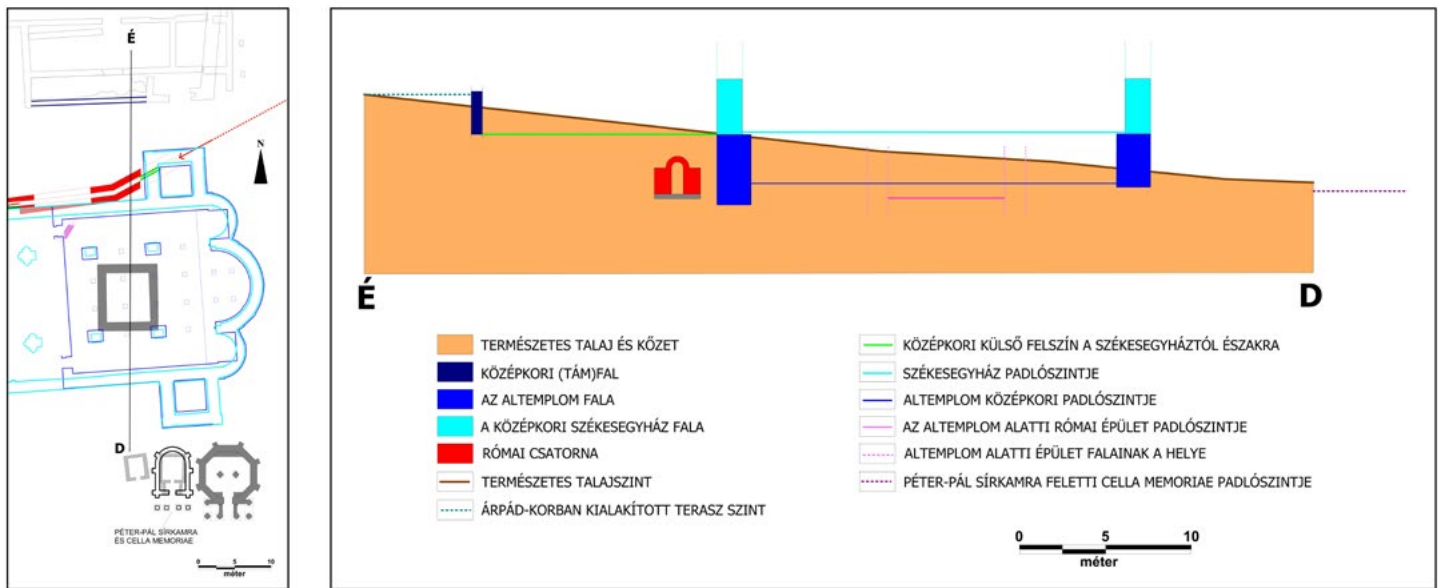 É
N
D
PÉTER-PÁL SÍRKAMRA
ÉS CELLA MEMORIAE
0 5 10
méter
É
D
TERMÉSZETES TALAJ ÉS KŐZET
KÖZÉPKORI (TÁM)FAL
AZ ALTEMPLOM FALA
A KÖZÉPKORI SZÉKESEGYHÁZ FALA
RÓMAI CSATORNA
TERMÉSZETES TALAJSZINT
ÁRPÁD-KORBAN KIALAKÍTOTT TERASZ SZINT
KÖZÉPKORI KÜLSŐ FELSZÍN A SZÉKESEGYHÁZTÓL ÉSZAKRA
SZÉKESEGYHÁZ PADLÓSZINTJE
ALTEMPLOM KÖZÉPKORI PADLÓSZINTJE
AZ ALTEMPLOM ALATTI RÓMAI ÉPÜLET PADLÓSZINTJE
ALTEMPLOM ALATTI ÉPÜLET FALAINAK A HELYE
PÉTER-PÁL SÍRKAMRA FELETTI CELLA MEMORIAE PADLÓSZINTJE
0 5 10
méter